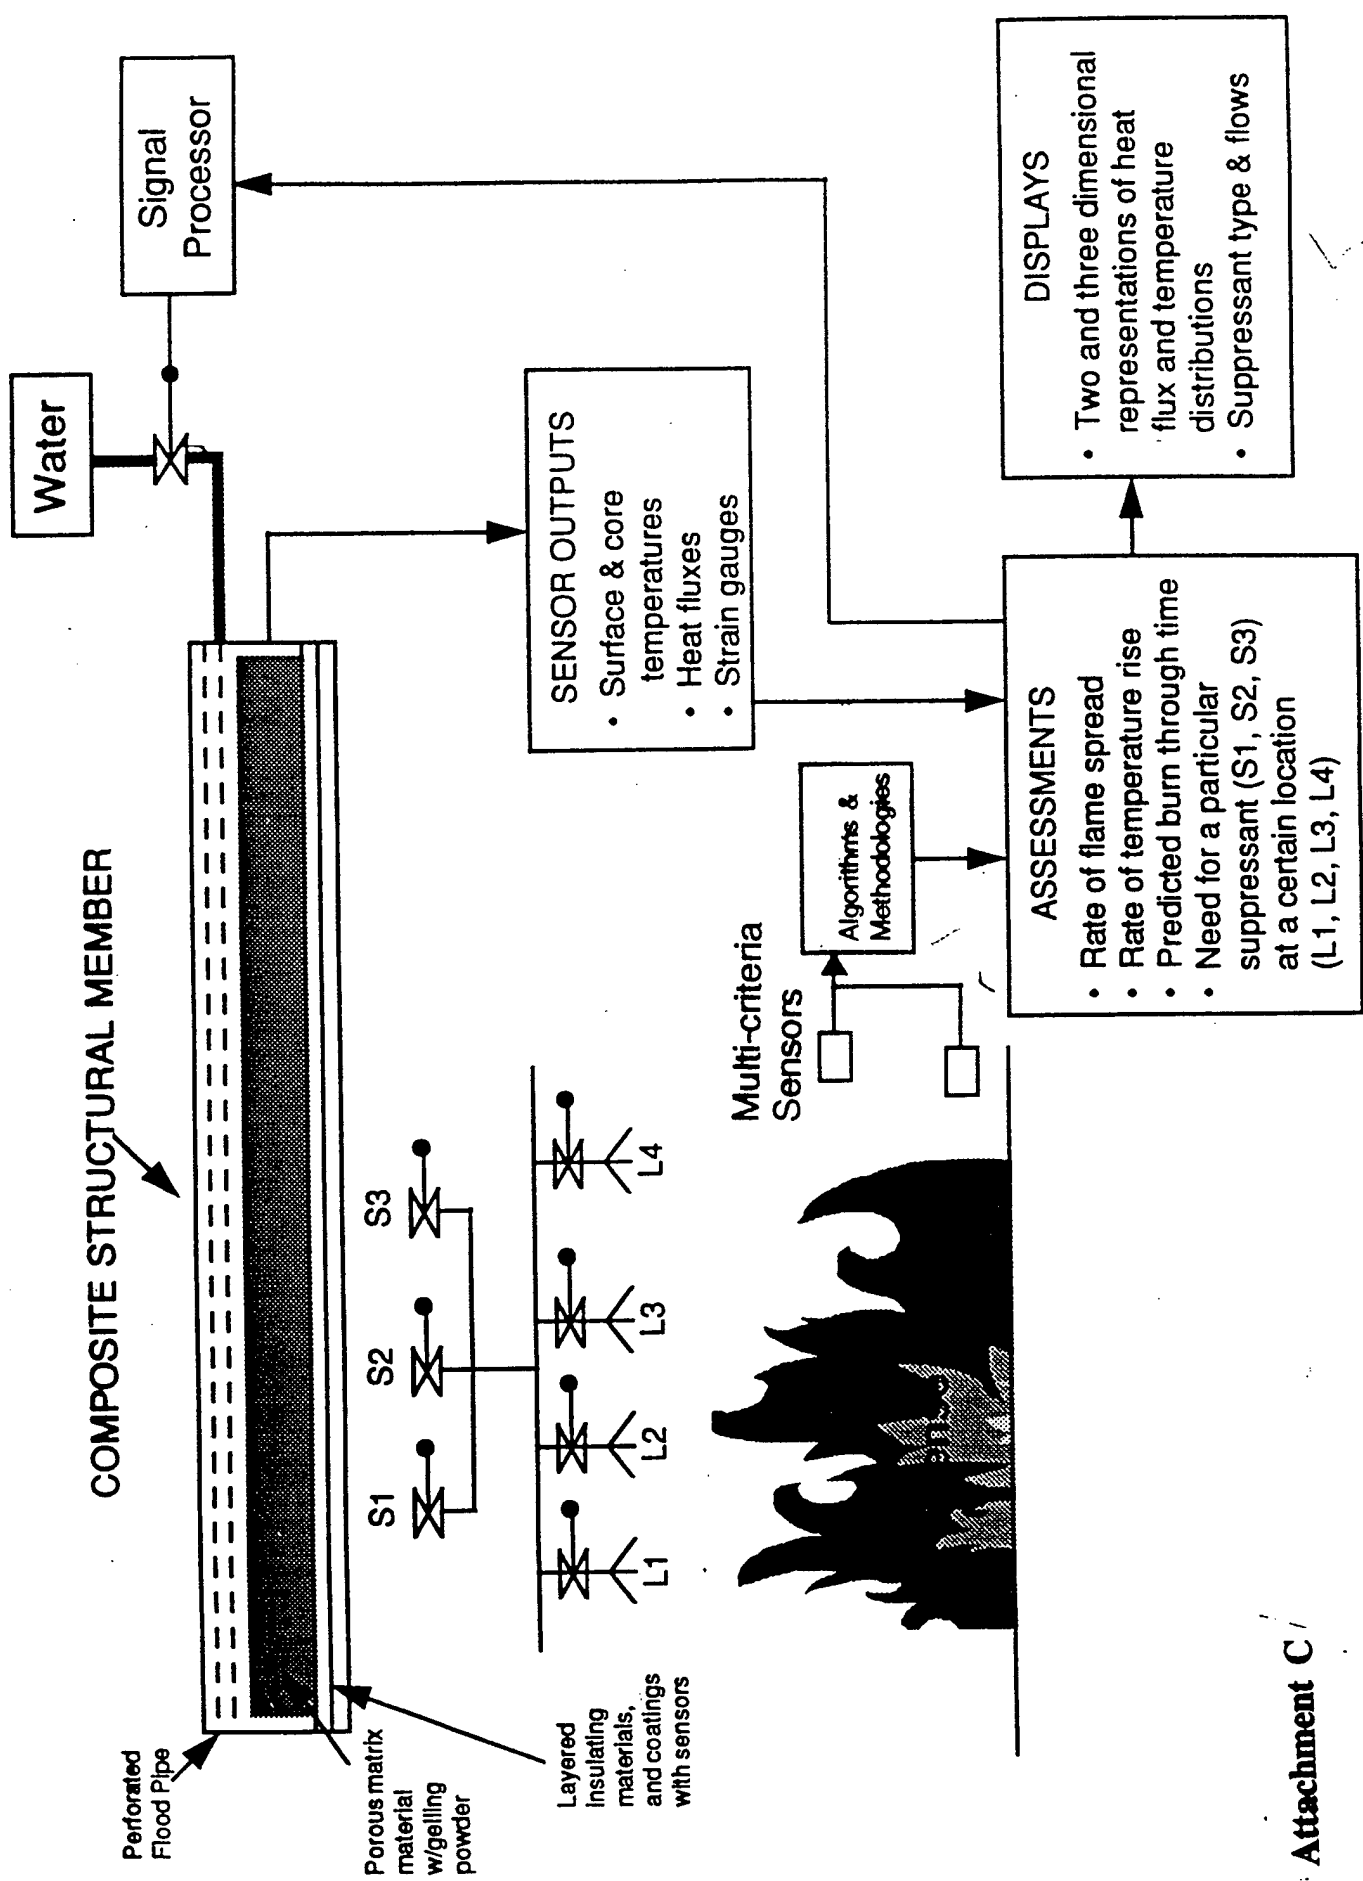 COMPOSITE STRUCTURAL MEMBER
Water
Signal
Processor
Perforated
Flood Pipe
Porous matrix
material
w/gelling
powder
Layered
insulating
materials,
and coatings
with sensors
S1
S2
S3
L1
L2
L3
L4
SENSOR OUTPUTS
• Surface & core
temperatures
• Heat fluxes
• Strain gauges
Multi-criteria
Sensors
Algorithms &
Methodologies
ASSESSMENTS
• Rate of flame spread
• Rate of temperature rise
• Predicted burn through time
• Need for a particular
suppressant (S1, S2, S3)
at a certain location
(L1, L2, L3, L4)
DISPLAYS
• Two and three dimensional
representations of heat
flux and temperature
distributions
• Suppressant type & flows
Attachment C